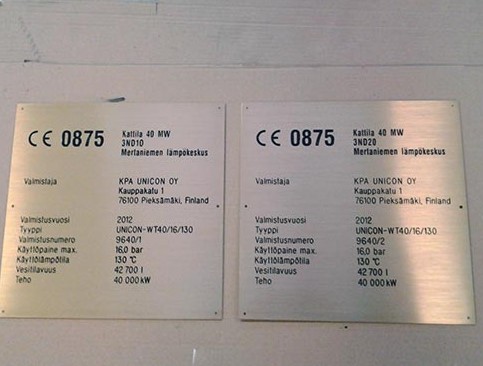 CE 0875
Kattila 40 MW
3ND10
Mertaniemen lämpökeskus
Valmistaja KPA UNICON OY
Kauppakatu 1
76100 Pieksämäki, Finland
Valmistusvuosi 2012
Tyyppi UNICON-WT40/16/130
Valmistusnumero 9640/1
Käyttöpaine max. 16,0 bar
Käyttölämpötila 130 °C
Vesitilavuus 42 700 l
Teho 40 000 kW
CE 0875
Kattila 40 MW
3ND20
Mertaniemen lämpökeskus
Valmistaja KPA UNICON OY
Kauppakatu 1
76100 Pieksämäki, Finland
Valmistusvuosi 2012
Tyyppi UNICON-WT40/16/130
Valmistusnumero 9640/2
Käyttöpaine max. 16,0 bar
Käyttölämpötila 130 °C
Vesitilavuus 42 700 l
Teho 40 000 kW